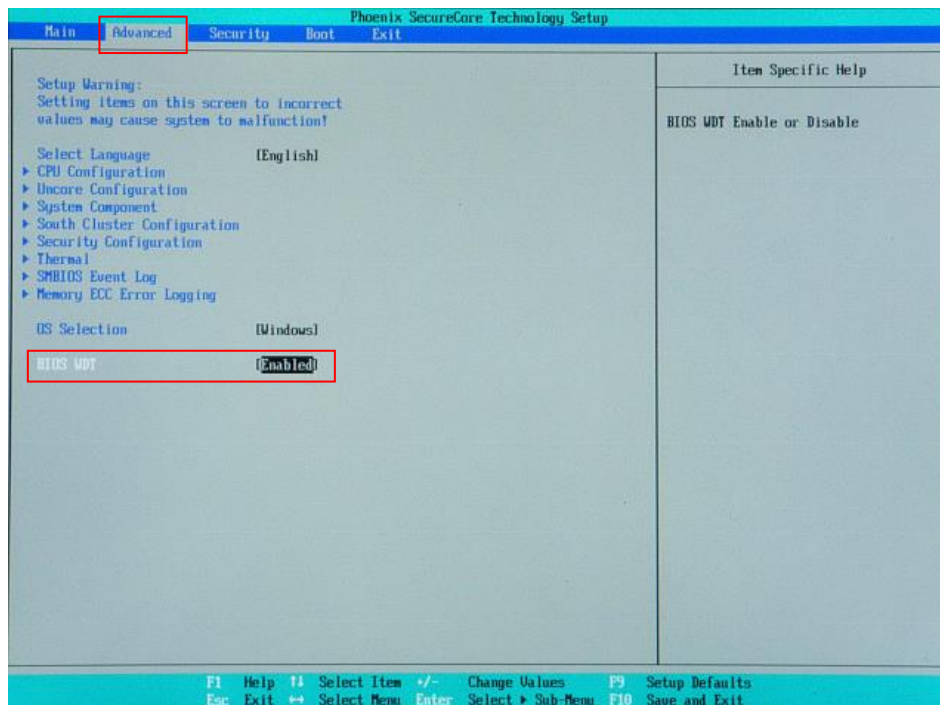 Phoenix SecureCore Technology Setup
Main Advanced Security Boot Exit
Item Specific Help
Setup Warning:
Setting items on this screen to incorrect
values may cause system to malfunction!
BIOS WDT Enable or Disable
Select Language [English]
▶ CPU Configuration
▶ Uncore Configuration
▶ System Component
▶ South Cluster Configuration
▶ Security Configuration
▶ Thermal
▶ SMBIOS Event Log
▶ Memory ECC Error Logging
OS Selection [Windows]
BIOS WDT [Enabled]
F1 Help ↑↓ Select Item +/- Change Values F9 Setup Defaults
Esc Exit ↔ Select Menu Enter Select ▶ Sub-Menu F10 Save and Exit